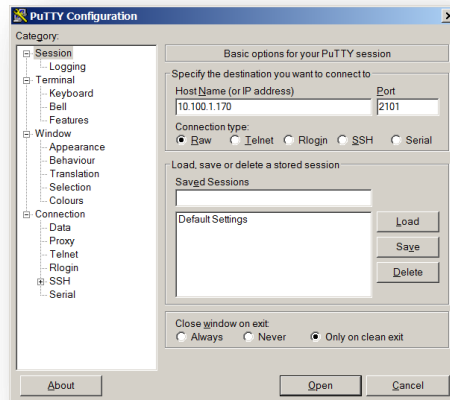 PuTTY Configuration
Category:
Session
Logging
Terminal
Keyboard
Bell
Features
Window
Appearance
Behaviour
Translation
Selection
Colours
Connection
Data
Proxy
Telnet
Rlogin
SSH
Serial
Basic options for your PuTTY session
Specify the destination you want to connect to
Host Name (or IP address) Port
10.100.1.170 2101
Connection type:
Raw Telnet Rlogin SSH Serial
Load, save or delete a stored session
Saved Sessions
Default Settings
Load
Save
Delete
Close window on exit:
Always Never Only on clean exit
About Open Cancel